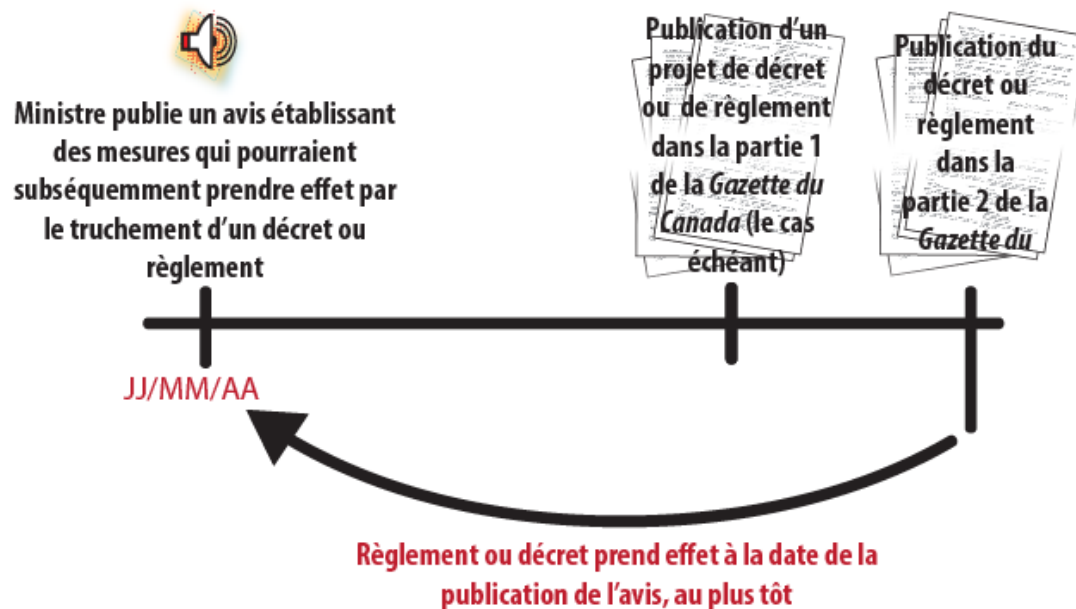 Ministre publie un avis établissant
des mesures qui pourraient
subséquemment prendre effet par
le truchement d'un décret ou
règlement
Publication d'un
projet de décret
ou de règlement
dans la partie 1
de la Gazette du
Canada (le cas
échéant)
Publication du
décret ou
règlement
dans la
partie 2 de la
Gazette du
JJ/MM/AA
Règlement ou décret prend effet à la date de la
publication de l'avis, au plus tôt